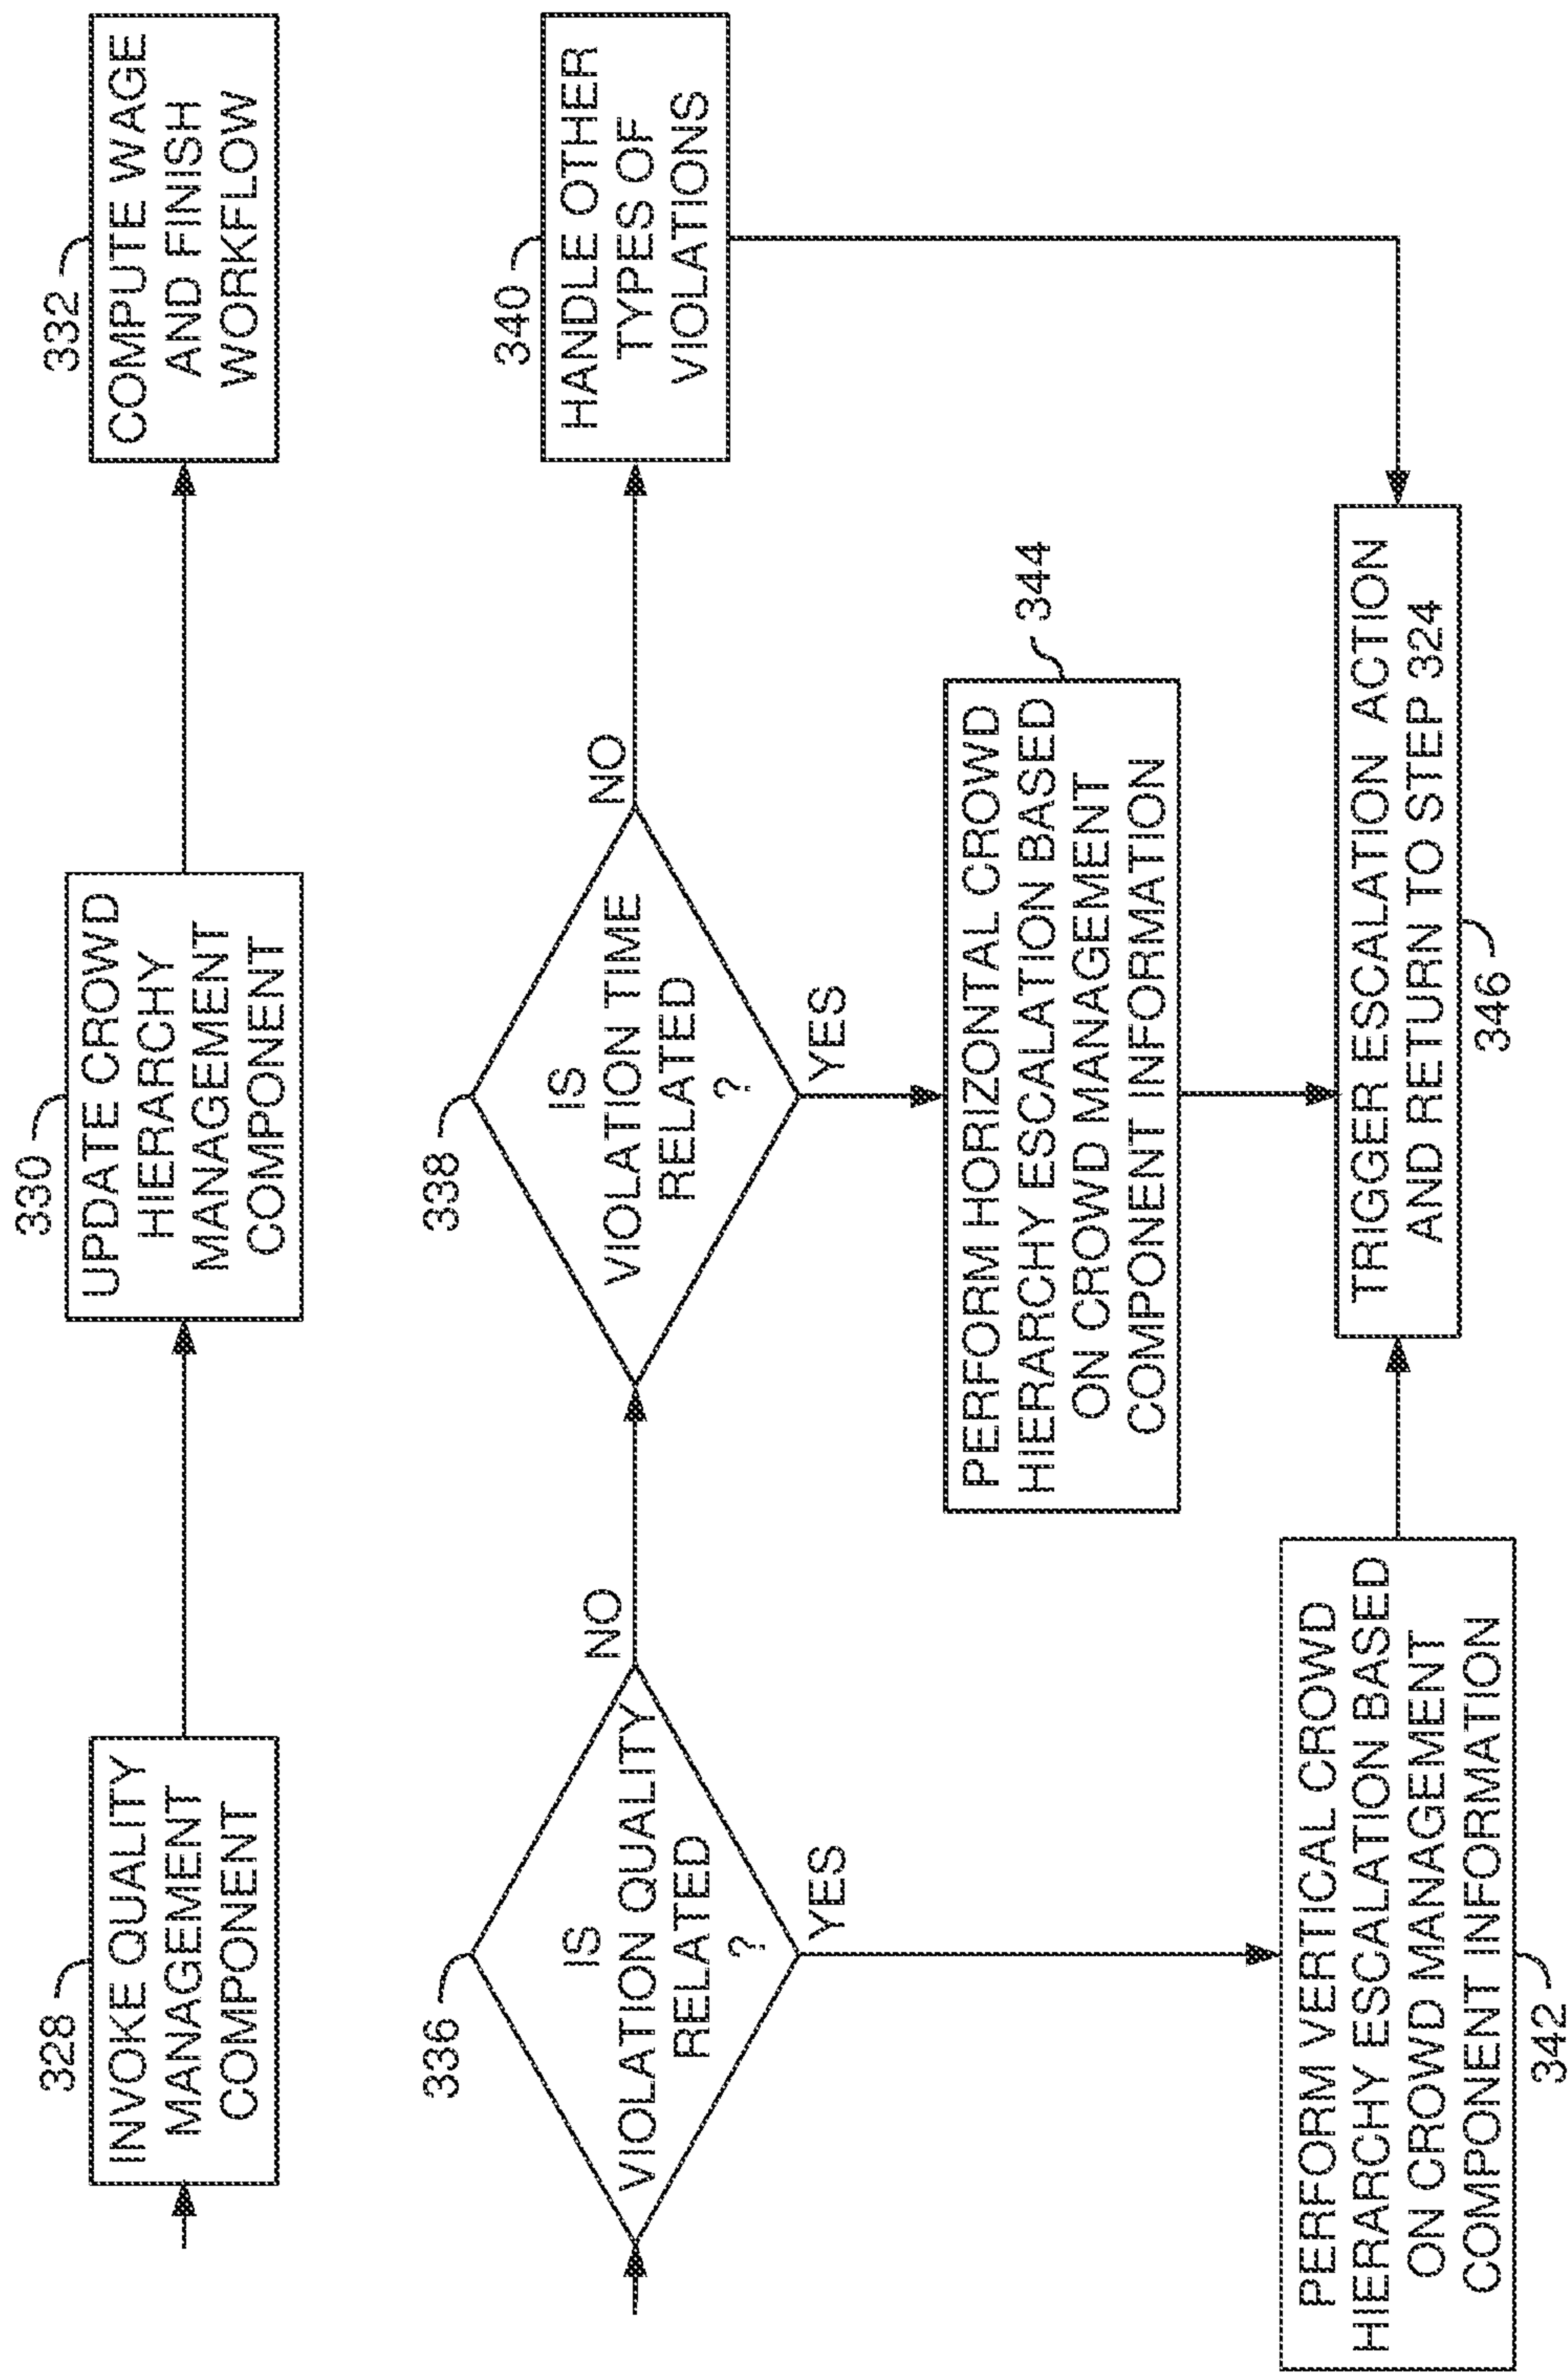 328
INVOKE QUALITY
MANAGEMENT
COMPONENT
330
UPDATE CROWD
HIERARCHY
MANAGEMENT
COMPONENT
332
COMPUTE WAGE
AND FINISH
WORKFLOW
336
IS
VIOLATION QUALITY
RELATED
?
NO
YES
338
IS
VIOLATION TIME
RELATED
?
NO
YES
340
HANDLE OTHER
TYPES OF
VIOLATIONS
PERFORM HORIZONTAL CROWD
HIERARCHY ESCALATION BASED
ON CROWD MANAGEMENT
COMPONENT INFORMATION
344
PERFORM VERTICAL CROWD
HIERARCHY ESCALATION BASED
ON CROWD MANAGEMENT
COMPONENT INFORMATION
342
TRIGGER ESCALATION ACTION
AND RETURN TO STEP 324
346